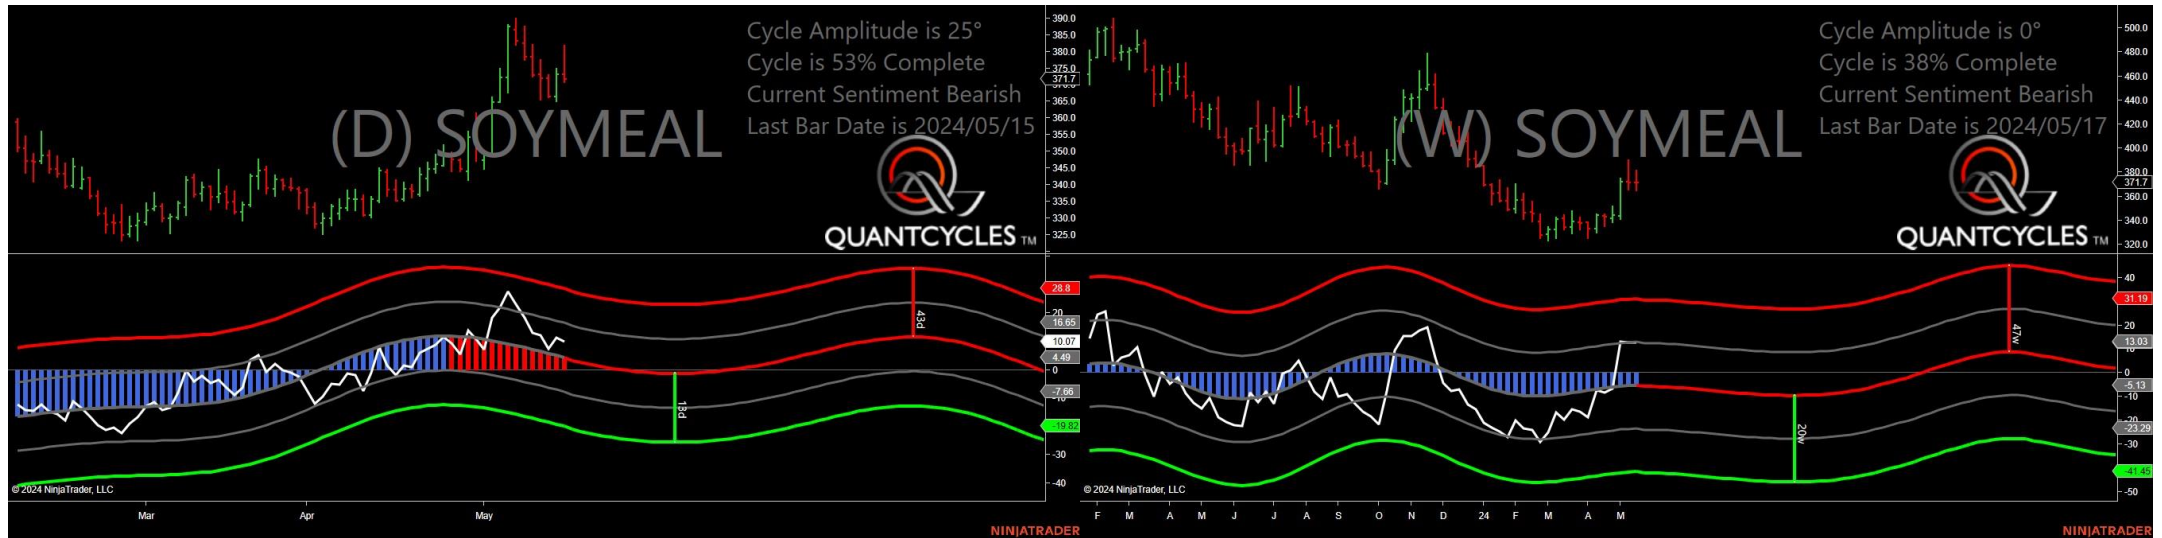 Cycle Amplitude is 25°
Cycle is 53% Complete
Current Sentiment Bearish
Last Bar Date is 2024/05/15
(D) SOYMEAL
QUANTCYCLES TM
390.0
385.0
380.0
375.0
371.7
370.0
365.0
360.0
355.0
350.0
345.0
340.0
335.0
330.0
325.0
28.8
20
16.65
10.07
4.49
0
-7.66
-19.82
-30
-40
43d
13d
© 2024 NinjaTrader, LLC
Mar
Apr
May
NINJATRADER
Cycle Amplitude is 0°
Cycle is 38% Complete
Current Sentiment Bearish
Last Bar Date is 2024/05/17
(W) SOYMEAL
QUANTCYCLES TM
500.0
480.0
460.0
440.0
420.0
400.0
380.0
371.7
360.0
340.0
320.0
40
31.19
20
13.03
10
0
-5.13
-10
-20
-23.29
-30
-41.45
-50
47w
20w
© 2024 NinjaTrader, LLC
F M A M J J A S O N D 24 F M A M
NINJATRADER